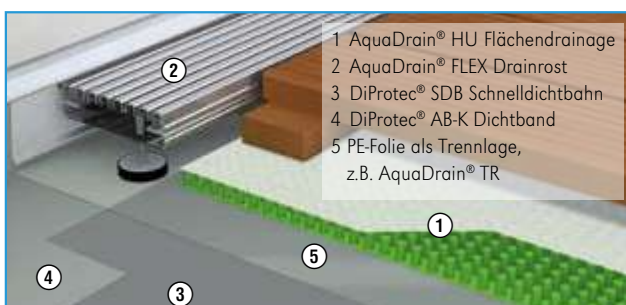 1 AquaDrain® HU Flächendrainage
2 AquaDrain® FLEX Drainrost
3 DiProtec® SDB Schnelldichtbahn
4 DiProtec® AB-K Dichtband
5 PE-Folie als Trennlage,
z.B. AquaDrain® TR
2
1
5
4
3